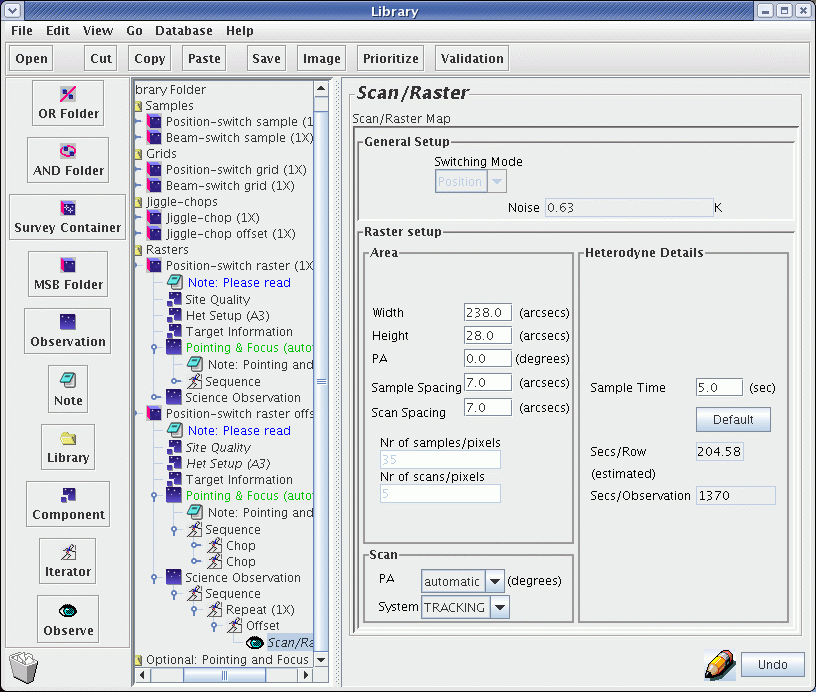 Library
File Edit View Go Database Help
Open Cut Copy Paste Save Image Prioritize Validation
OR Folder
AND Folder
Survey Container
MSB Folder
Observation
Note
Library
Component
Iterator
Observe
brary Folder
Samples
Position-switch sample (1
Beam-switch sample (1X)
Grids
Position-switch grid (1X)
Beam-switch grid (1X)
Jiggle-chops
Jiggle-chop (1X)
Jiggle-chop offset (1X)
Rasters
Position-switch raster (1X
Note: Please read
Site Quality
Het Setup (A3)
Target Information
Pointing & Focus (auto
Note: Pointing and
Sequence
Science Observation
Position-switch raster offs
Note: Please read
Site Quality
Het Setup (A3)
Target Information
Pointing & Focus (auto
Note: Pointing and
Sequence
Chop
Chop
Science Observation
Sequence
Repeat (1X)
Offset
Scan/Ra
Optional: Pointing and Focus
Scan/Raster
Scan/Raster Map
General Setup
Switching Mode
Position
Noise 0.63 K
Raster setup
Area
Width 238.0 (arcsecs)
Height 28.0 (arcsecs)
PA 0.0 (degrees)
Sample Spacing 7.0 (arcsecs)
Scan Spacing 7.0 (arcsecs)
Nr of samples/pixels
35
Nr of scans/pixels
5
Scan
PA automatic (degrees)
System TRACKING
Heterodyne Details
Sample Time 5.0 (sec)
Default
Secs/Row 204.58
(estimated)
Secs/Observation 1370
Undo